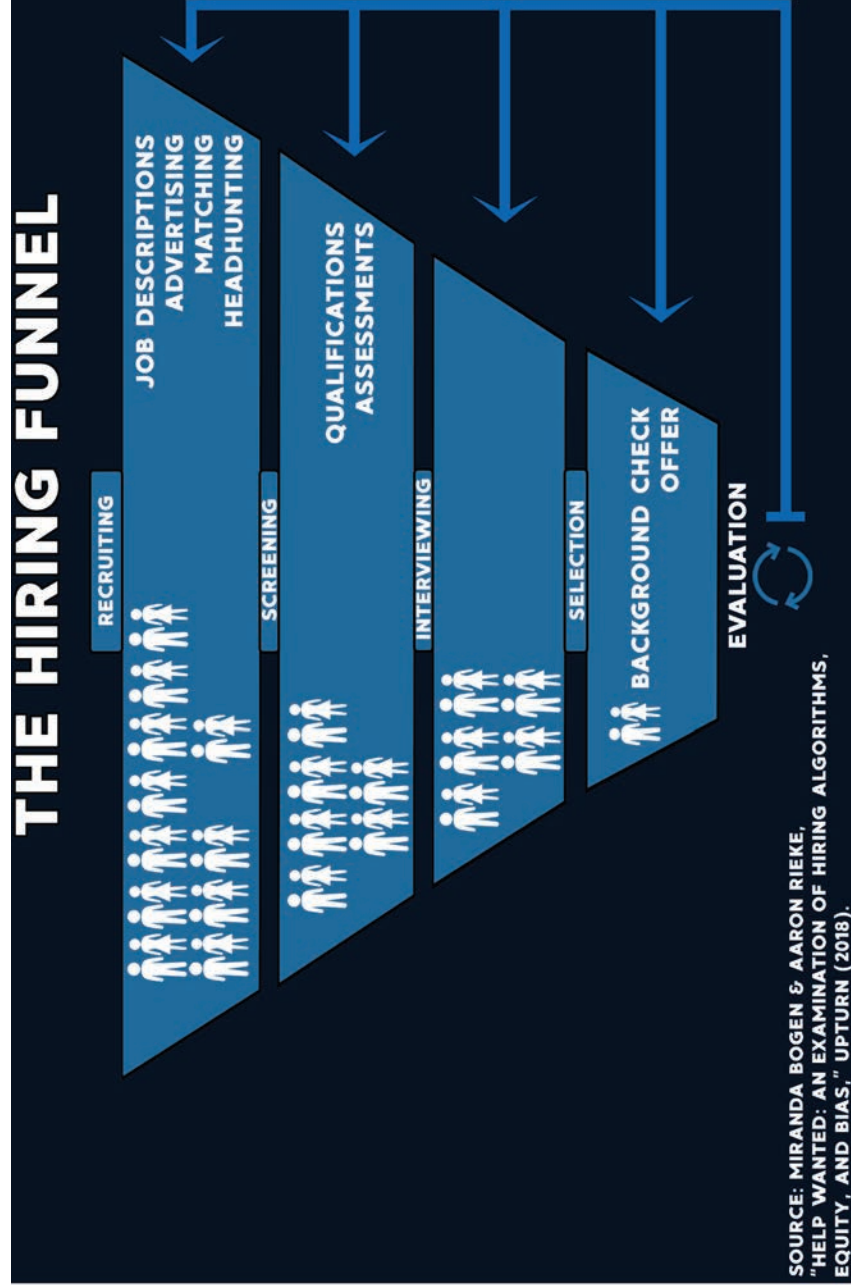 THE HIRING FUNNEL
RECRUITING
JOB DESCRIPTIONS
ADVERTISING
MATCHING
HEADHUNTING
SCREENING
QUALIFICATIONS
ASSESSMENTS
INTERVIEWING
SELECTION
BACKGROUND CHECK
OFFER
EVALUATION
SOURCE: MIRANDA BOGEN & AARON RIEKE,
"HELP WANTED: AN EXAMINATION OF HIRING ALGORITHMS,
EQUITY, AND BIAS," UPTURN (2018).